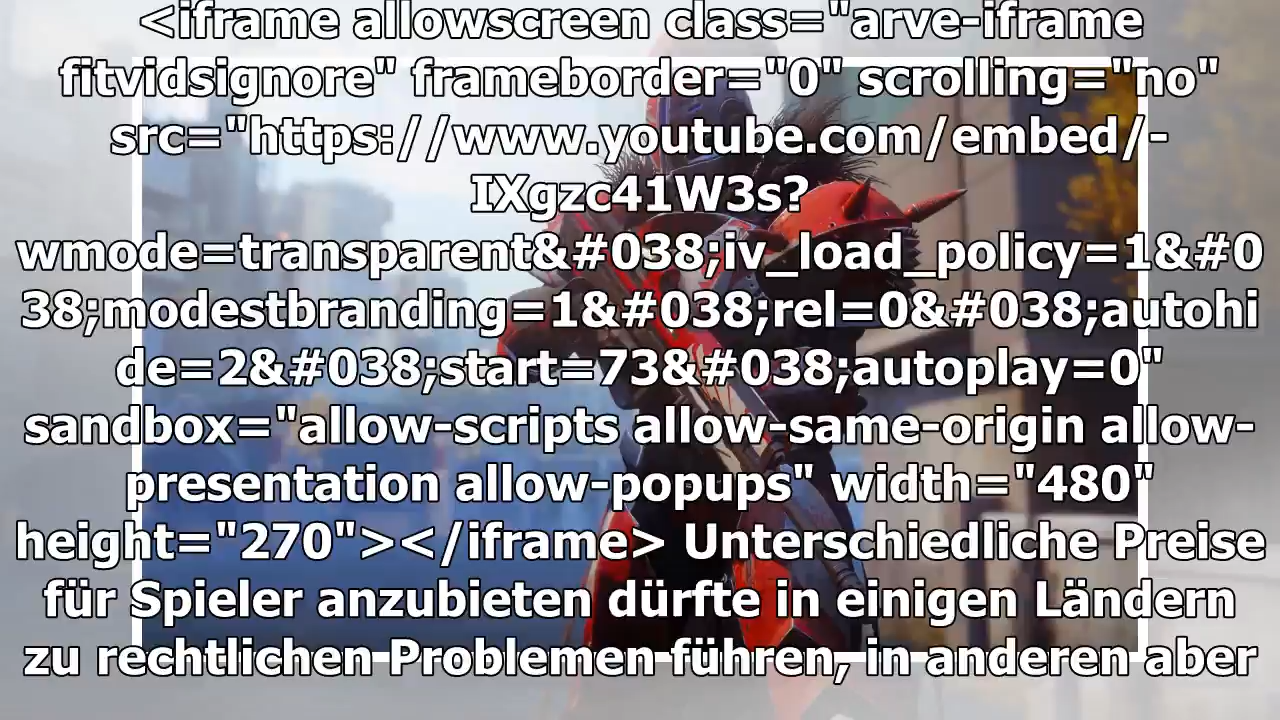 <iframe allowscreen class="arve-iframe
fitvidsignore" frameborder="0" scrolling="no"
src="https://www.youtube.com/embed/-
IXgzc41W3s?
wmode=transparent&#038;iv_load_policy=1&#0
38;modestbranding=1&#038;rel=0&#038;autohi
de=2&#038;start=73&#038;autoplay=0"
sandbox="allow-scripts allow-same-origin allow-
presentation allow-popups" width="480"
height="270"></iframe> Unterschiedliche Preise
für Spieler anzubieten dürfte in einigen Ländern
zu rechtlichen Problemen führen, in anderen aber